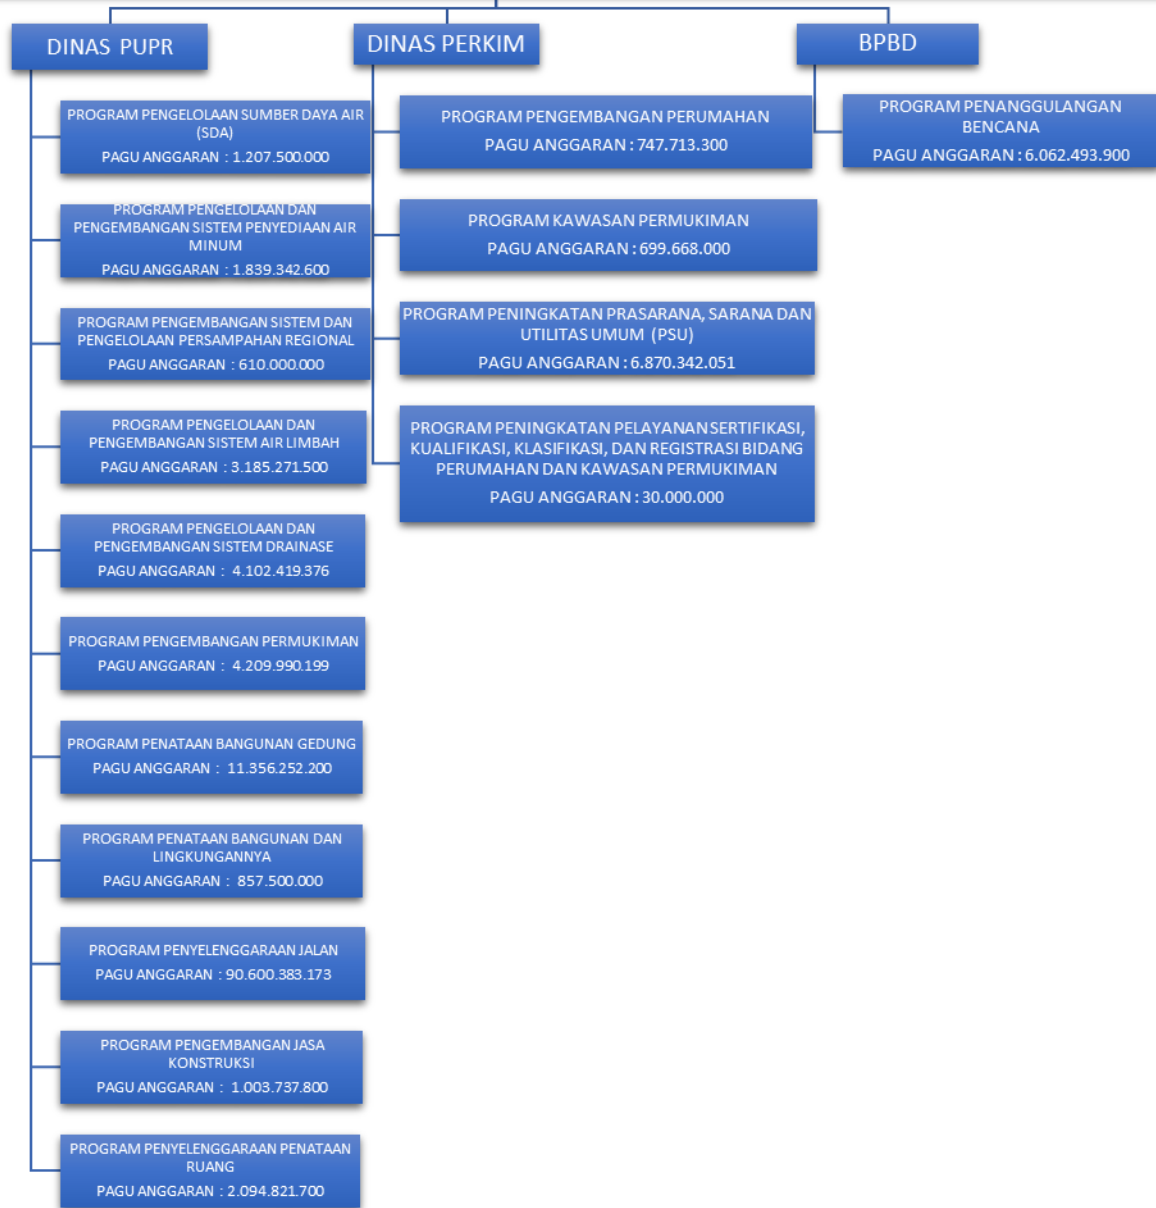 DINAS PUPR
PROGRAM PENGELOLAAN SUMBER DAYA AIR
(SDA)
PAGU ANGGARAN : 1.207.500.000
PROGRAM PENGELOLAAN DAN
PENGEMBANGAN SISTEM PENYEDIAAN AIR
MINUM
PAGU ANGGARAN : 1.839.342.600
PROGRAM PENGEMBANGAN SISTEM DAN
PENGELOLAAN PERSAMPAHAN REGIONAL
PAGU ANGGARAN : 610.000.000
PROGRAM PENGELOLAAN DAN
PENGEMBANGAN SISTEM AIR LIMBAH
PAGU ANGGARAN : 3.185.271.500
PROGRAM PENGELOLAAN DAN
PENGEMBANGAN SISTEM DRAINASE
PAGU ANGGARAN : 4.102.419.376
PROGRAM PENGEMBANGAN PERMUKIMAN
PAGU ANGGARAN : 4.209.990.199
PROGRAM PENATAAN BANGUNAN GEDUNG
PAGU ANGGARAN : 11.356.252.200
PROGRAM PENATAAN BANGUNAN DAN
LINGKUNGANNYA
PAGU ANGGARAN : 857.500.000
PROGRAM PENYELENGGARAAN JALAN
PAGU ANGGARAN : 90.600.383.173
PROGRAM PENGEMBANGAN JASA
KONSTRUKSI
PAGU ANGGARAN : 1.003.737.800
PROGRAM PENYELENGGARAAN PENATAAN
RUANG
PAGU ANGGARAN : 2.094.821.700
DINAS PERKIM
PROGRAM PENGEMBANGAN PERUMAHAN
PAGU ANGGARAN : 747.713.300
PROGRAM KAWASAN PERMUKIMAN
PAGU ANGGARAN : 699.668.000
PROGRAM PENINGKATAN PRASARANA, SARANA DAN
UTILITAS UMUM (PSU)
PAGU ANGGARAN : 6.870.342.051
PROGRAM PENINGKATAN PELAYANAN SERTIFIKASI,
KUALIFIKASI, KLASIFIKASI, DAN REGISTRASI BIDANG
PERUMAHAN DAN KAWASAN PERMUKIMAN
PAGU ANGGARAN : 30.000.000
BPBD
PROGRAM PENANGGULANGAN
BENCANA
PAGU ANGGARAN : 6.062.493.900